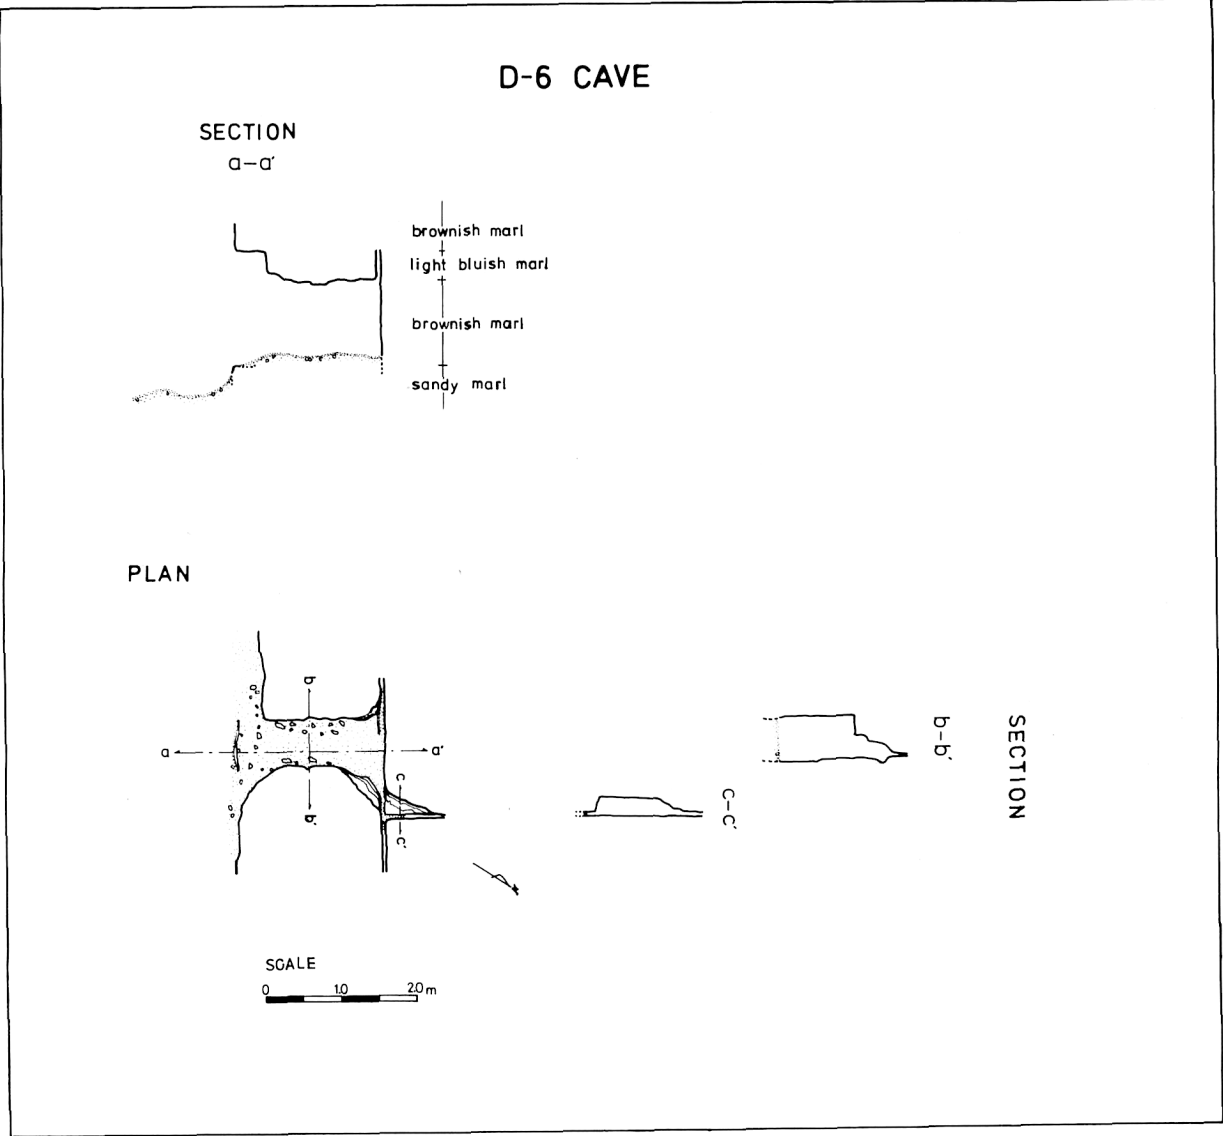 D-6 CAVE
SECTION
a-a'
brownish marl
light bluish marl
brownish marl
sandy marl
PLAN
b
a
a'
c
b'
c'
c-c'
b-b'
SECTION
SCALE
0 1.0 2.0 m